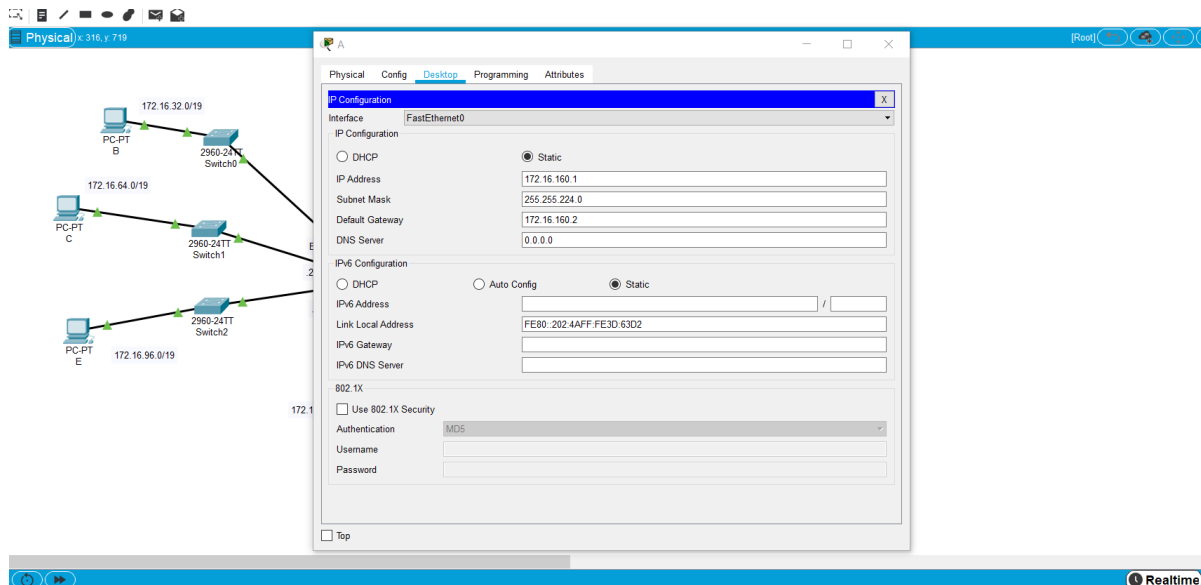 Physical x: 316, y: 719
[Root]
A
Physical Config Desktop Programming Attributes
IP Configuration X
Interface FastEthernet0
IP Configuration
DHCP Static
IP Address 172.16.160.1
Subnet Mask 255.255.224.0
Default Gateway 172.16.160.2
DNS Server 0.0.0.0
IPv6 Configuration
DHCP Auto Config Static
IPv6 Address /
Link Local Address FE80::202:4AFF:FE3D:63D2
IPv6 Gateway
IPv6 DNS Server
802.1X
Use 802.1X Security
Authentication MD5
Username
Password
Top
172.16.32.0/19
PC-PT
B
2960-24TT
Switch0
172.16.64.0/19
PC-PT
C
2960-24TT
Switch1
2960-24TT
Switch2
PC-PT
E
172.16.96.0/19
172.1
Realtime